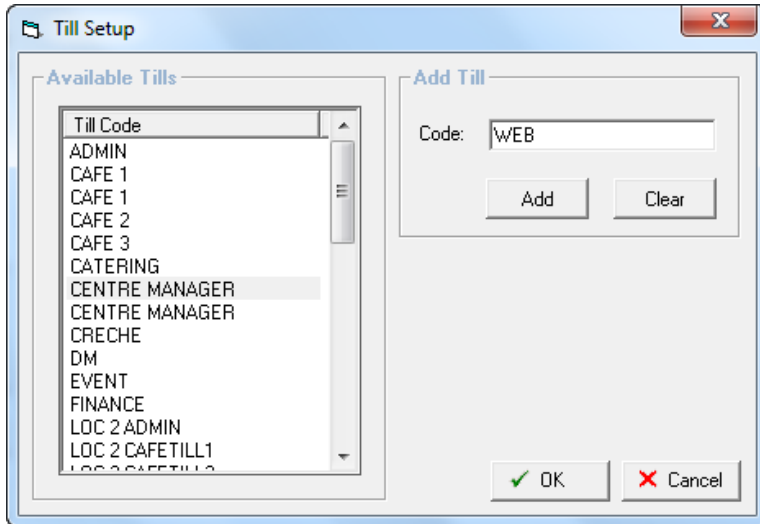 Till Setup
Available Tills
Till Code
ADMIN
CAFE 1
CAFE 1
CAFE 2
CAFE 3
CATERING
CENTRE MANAGER
CENTRE MANAGER
CRECHE
DM
EVENT
FINANCE
LOC 2 ADMIN
LOC 2 CAFETILL1
Add Till
Code: WEB
Add Clear
OK Cancel